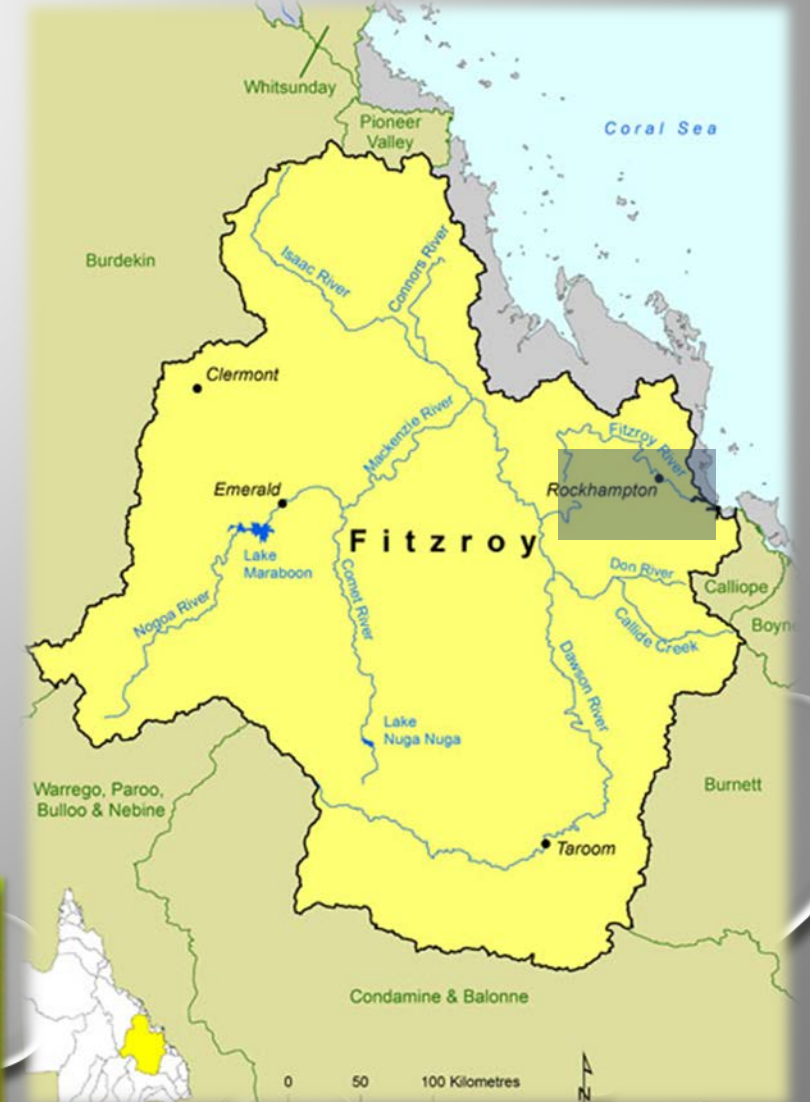 Whitsunday
Pioneer
Valley
Coral Sea
Burdekin
Isaac River
Connors River
Clermont
Mackenzie River
Fitzroy River
Emerald
Rockhampton
Fitzroy
Lake
Maraboon
Don River
Calliope
Comet River
Nogoa River
Callide Creek
Boyn
Dawson River
Lake
Nuga Nuga
Warrego, Paroo,
Bulloo & Nebine
Burnett
Taroom
Condamine & Balonne
0 50 100 Kilometres
N